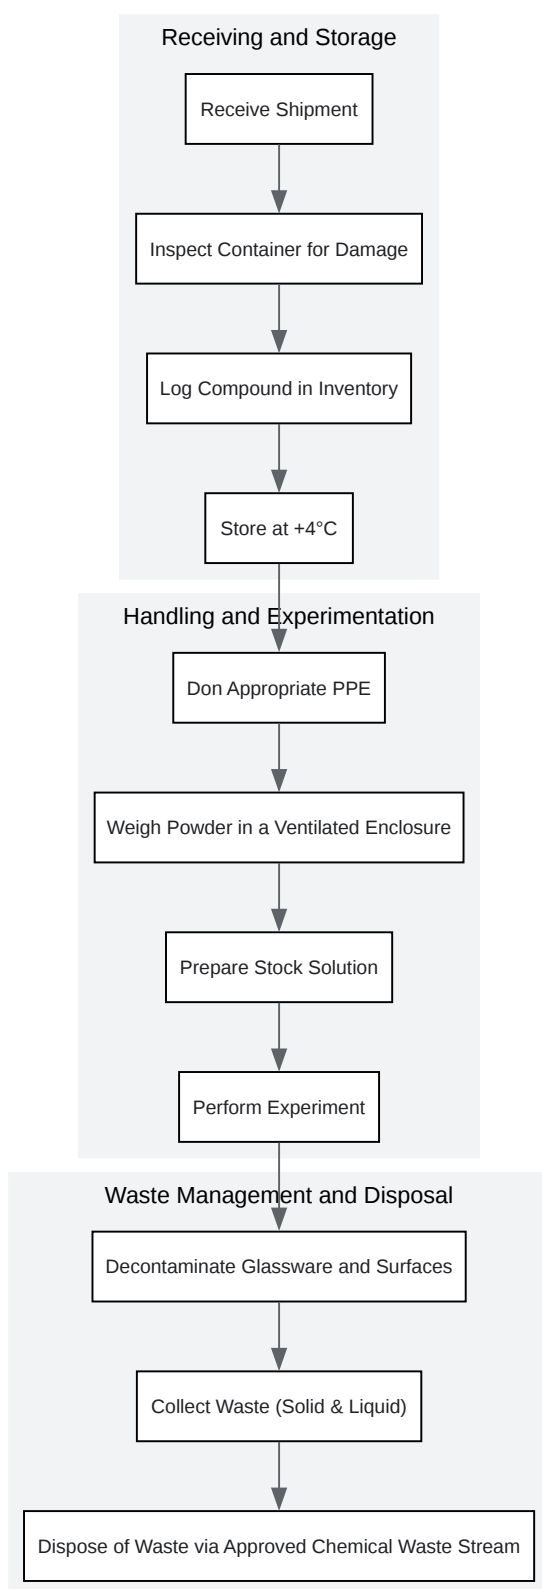 Receiving and Storage
Receive Shipment
Inspect Container for Damage
Log Compound in Inventory
Store at +4°C
Handling and Experimentation
Don Appropriate PPE
Weigh Powder in a Ventilated Enclosure
Prepare Stock Solution
Perform Experiment
Waste Management and Disposal
Decontaminate Glassware and Surfaces
Collect Waste (Solid & Liquid)
Dispose of Waste via Approved Chemical Waste Stream